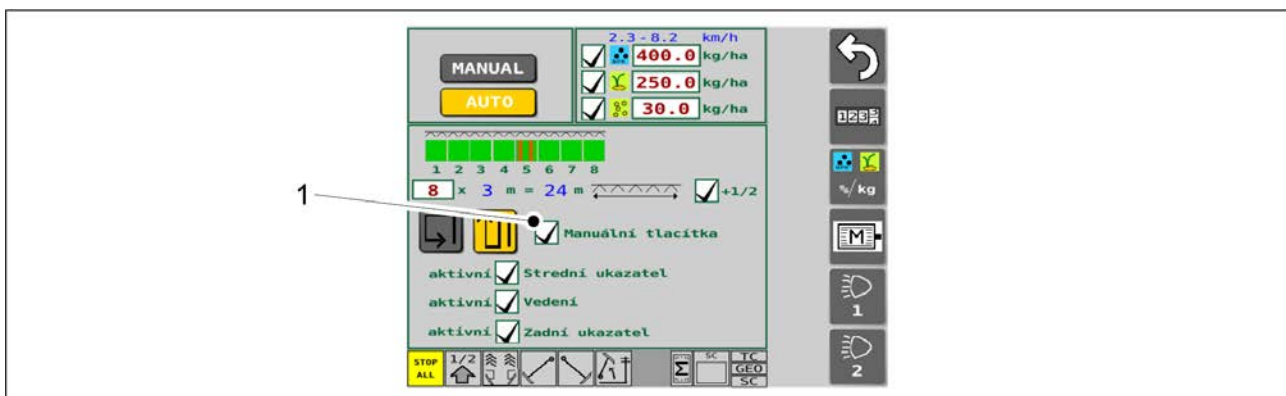 2.3 - 8.2 km/h
MANUAL
400.0 kg/ha
AUTO
250.0 kg/ha
30.0 kg/ha
1 2 3 4 5 6 7 8
8 x 3 m = 24 m +1/2
1
Manuální tlacítka
aktivní Strední ukazatel
aktivní Vedení
aktivní Zadní ukazatel
STOP ALL
1/2
Σ
SC
TC
GEO
SC
%/kg
M
1
2